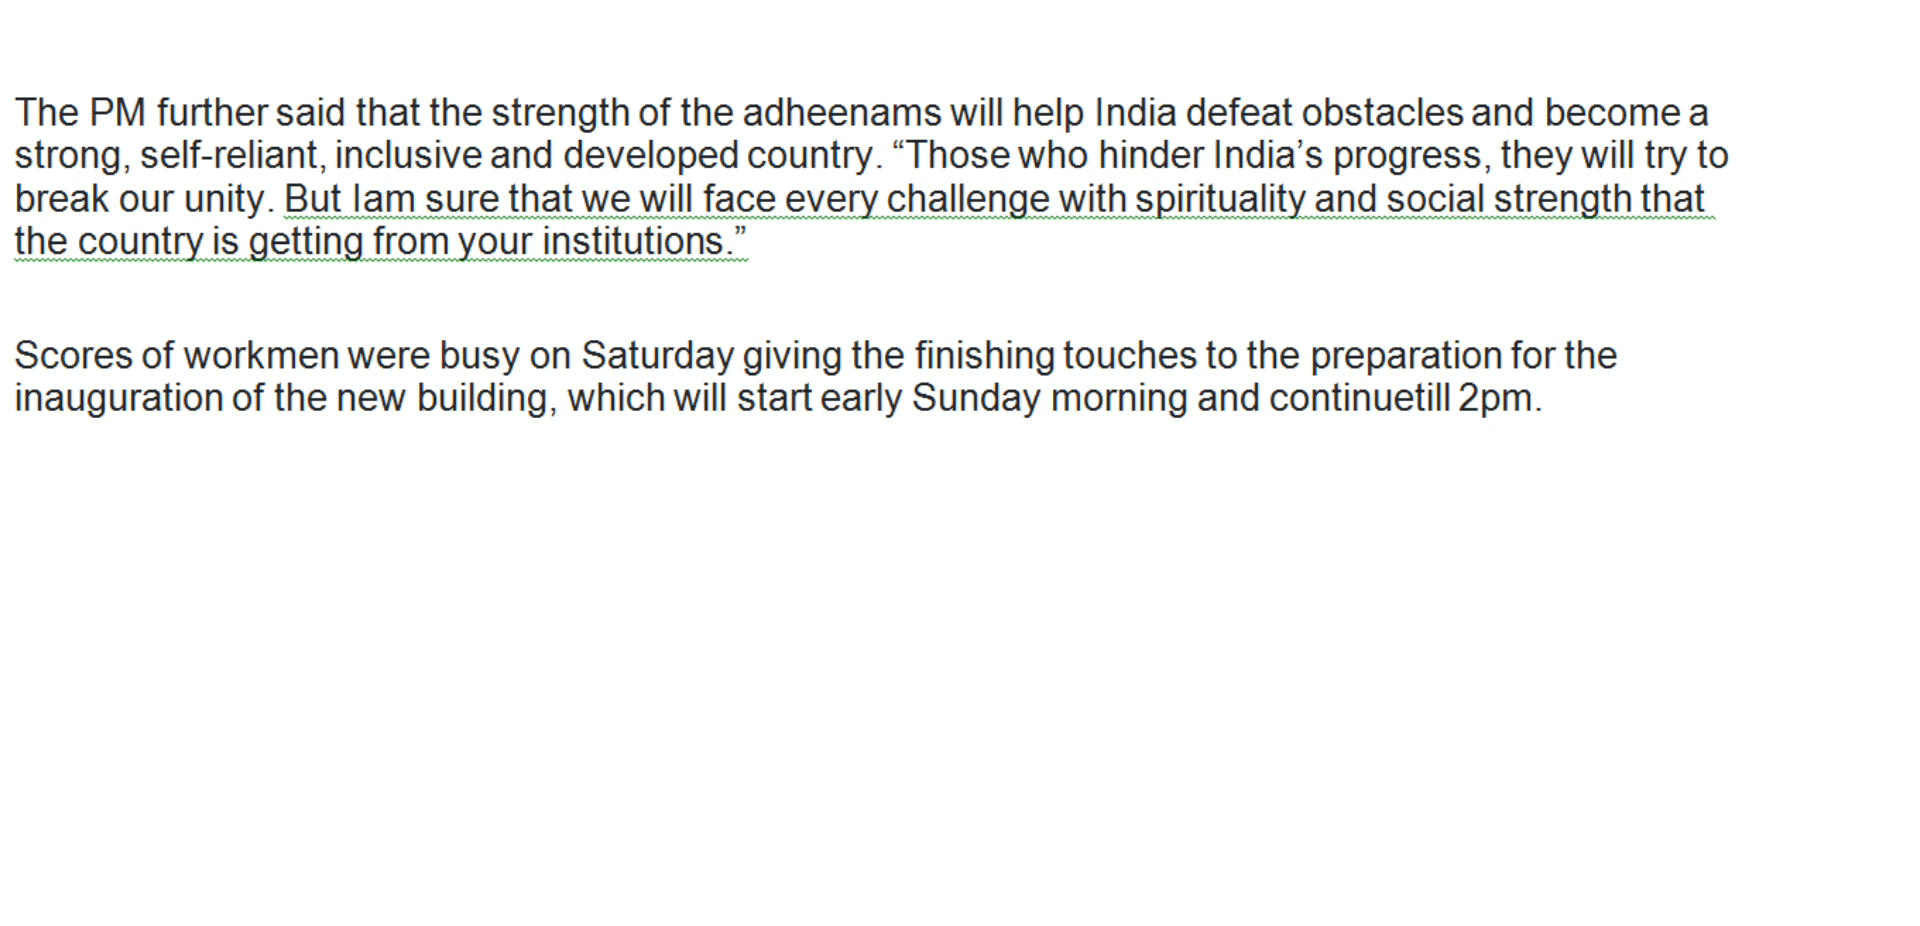 The PM further said that the strength of the adheenams will help India defeat obstacles and become a
strong, self-reliant, inclusive and developed country. “Those who hinder India’s progress, they will try to
break our unity. But Iam sure that we will face every challenge with spirituality and social strength that
the country is getting from your institutions.”
Scores of workmen were busy on Saturday giving the finishing touches to the preparation for the
inauguration of the new building, which will start early Sunday morning and continuetill 2pm.